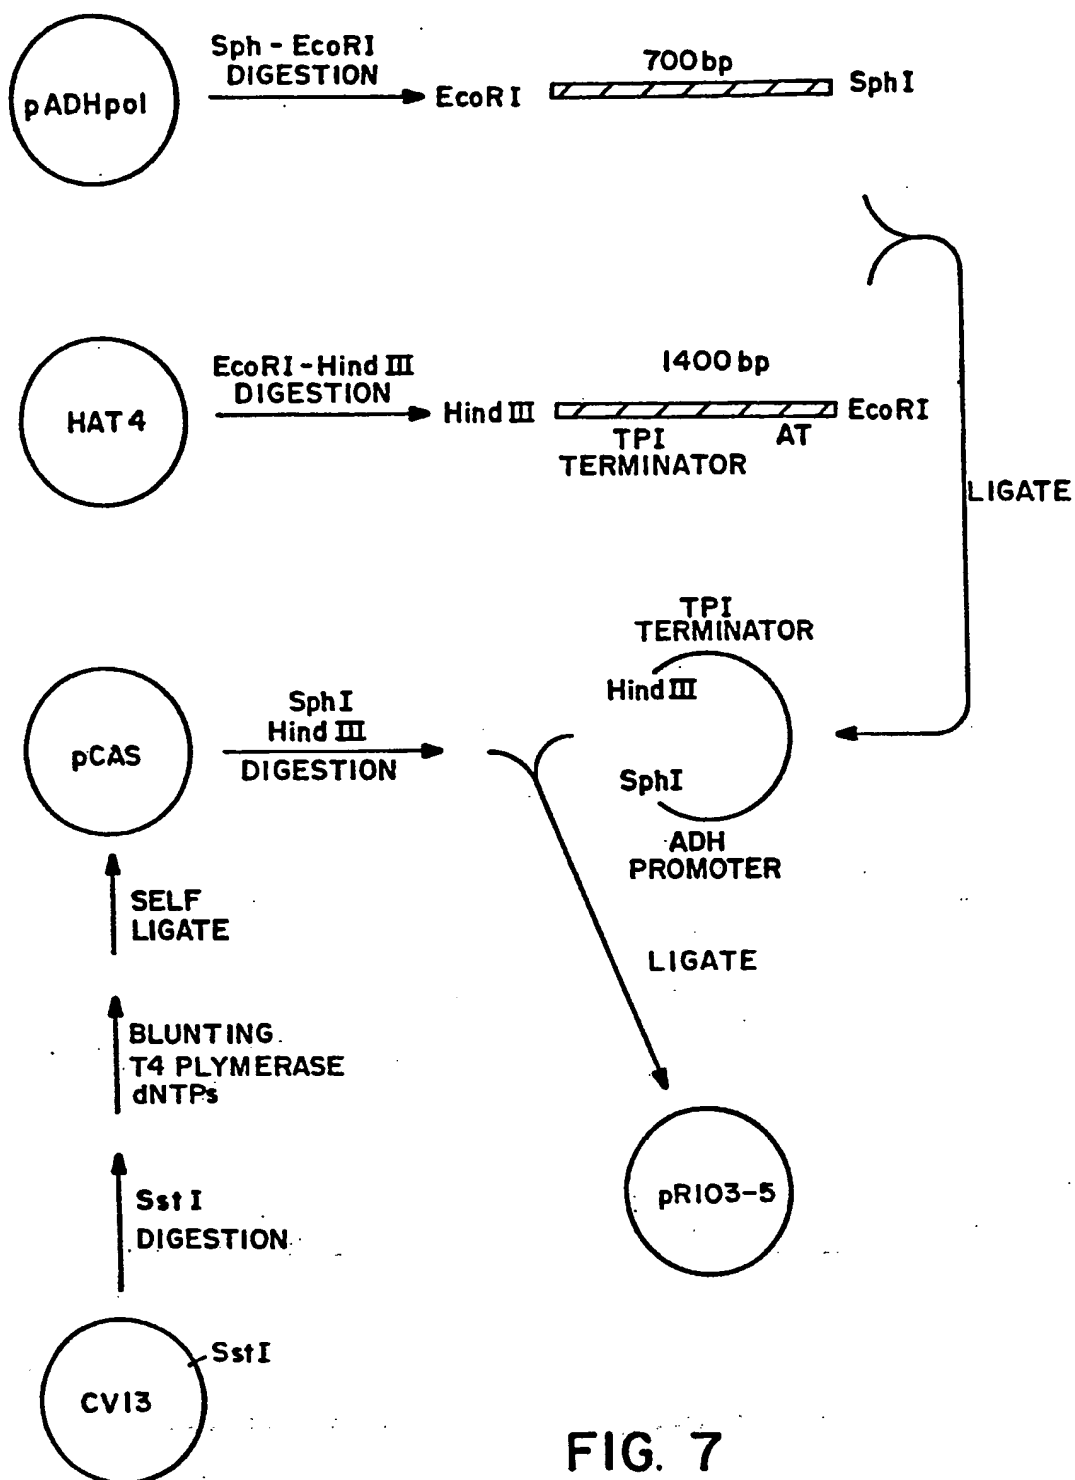 pADHpol
Sph - EcoRI
DIGESTION
EcoRI
700bp
SphI
HAT4
EcoRI-Hind III
DIGESTION
Hind III
1400bp
EcoRI
TPI
TERMINATOR
AT
LIGATE
pCAS
SphI
Hind III
DIGESTION
TPI
TERMINATOR
Hind III
SphI
ADH
PROMOTER
SELF
LIGATE
LIGATE
BLUNTING
T4 PLYMERASE
dNTPs
SstI
DIGESTION
pR103-5
SstI
CV13
FIG. 7